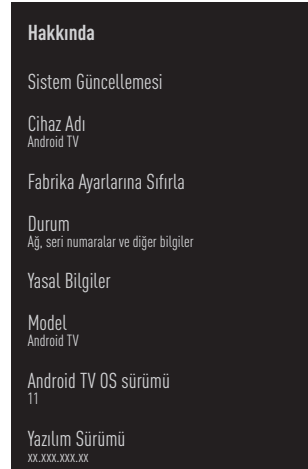 Hakkında
Sistem Güncellemesi
Cihaz Adı
Android TV
Fabrika Ayarlarına Sıfırla
Durum
Ağ, seri numaralar ve diğer bilgiler
Yasal Bilgiler
Model
Android TV
Android TV OS sürümü
11
Yazılım Sürümü
xx.xxx.xxx.xx